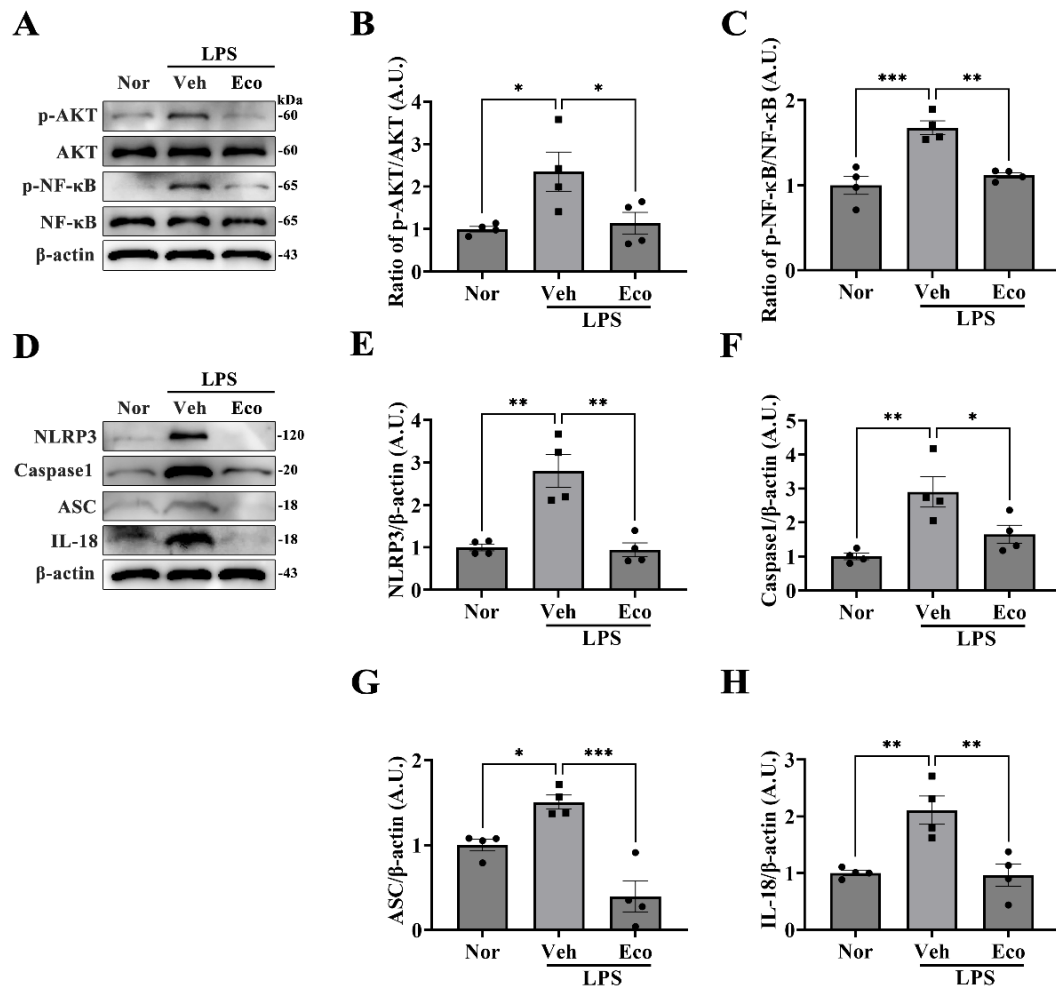 A
LPS
Nor Veh Eco
kDa
p-AKT -60
AKT -60
p-NF-κB -65
NF-κB -65
β-actin -43
B
Ratio of p-AKT/AKT (A.U.)
4
3
2
1
0
* *
Nor Veh Eco
LPS
C
Ratio of p-NF-κB/NF-κB (A.U.)
2
1
0
*** **
Nor Veh Eco
LPS
D
LPS
Nor Veh Eco
NLRP3 -120
Caspase1 -20
ASC -18
IL-18 -18
β-actin -43
E
NLRP3/β-actin (A.U.)
4
3
2
1
0
** **
Nor Veh Eco
LPS
F
Caspase1/β-actin (A.U.)
5
4
3
2
1
0
** *
Nor Veh Eco
LPS
G
ASC/β-actin (A.U.)
2
1
0
* ***
Nor Veh Eco
LPS
H
IL-18/β-actin (A.U.)
3
2
1
0
** **
Nor Veh Eco
LPS